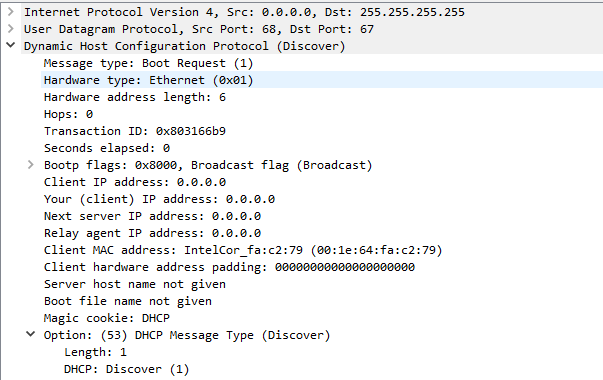 Internet Protocol Version 4, Src: 0.0.0.0, Dst: 255.255.255.255
User Datagram Protocol, Src Port: 68, Dst Port: 67
Dynamic Host Configuration Protocol (Discover)
Message type: Boot Request (1)
Hardware type: Ethernet (0x01)
Hardware address length: 6
Hops: 0
Transaction ID: 0x803166b9
Seconds elapsed: 0
Bootp flags: 0x8000, Broadcast flag (Broadcast)
Client IP address: 0.0.0.0
Your (client) IP address: 0.0.0.0
Next server IP address: 0.0.0.0
Relay agent IP address: 0.0.0.0
Client MAC address: IntelCor_fa:c2:79 (00:1e:64:fa:c2:79)
Client hardware address padding: 00000000000000000000
Server host name not given
Boot file name not given
Magic cookie: DHCP
Option: (53) DHCP Message Type (Discover)
Length: 1
DHCP: Discover (1)